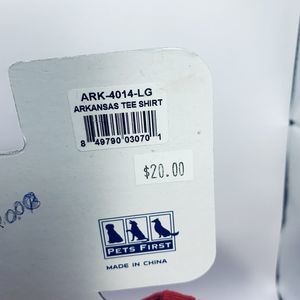 ARK-4014-LG
ARKANSAS TEE SHIRT
8 49790 03070 1
$20.00
PETS FIRST
MADE IN CHINA